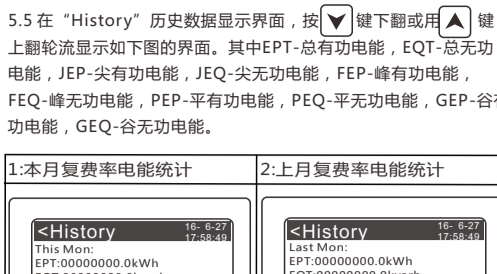 5.5 在“History”历史数据显示界面，按 键下翻或用 键
上翻轮流显示如下图的界面。其中EPT-总有功电能，EQT-总无功
电能，JEP-尖有功电能，JEQ-尖无功电能，FEP-峰有功电能，
FEQ-峰无功电能，PEP-平有功电能，PEQ-平无功电能，GEP-谷
功电能，GEQ-谷无功电能。
1:本月复费率电能统计
2:上月复费率电能统计
<History 16- 6-27
17:58:49
This Mon:
EPT:00000000.0kWh
<History 16- 6-27
17:58:49
Last Mon:
EPT:00000000.0kWh